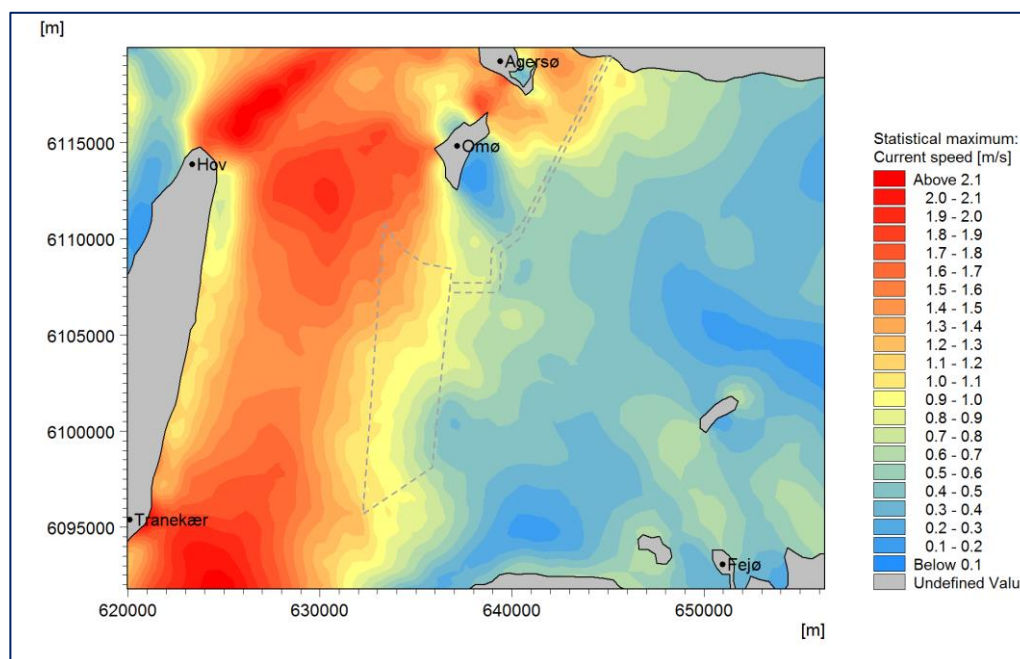 [m]
Agersø
6115000
Omø
Hov
6110000
6105000
6100000
6095000
Tranekær
Fejø
620000
630000
640000
650000
[m]
Statistical maximum:
Current speed [m/s]
Above 2.1
2.0 - 2.1
1.9 - 2.0
1.8 - 1.9
1.7 - 1.8
1.6 - 1.7
1.5 - 1.6
1.4 - 1.5
1.3 - 1.4
1.2 - 1.3
1.1 - 1.2
1.0 - 1.1
0.9 - 1.0
0.8 - 0.9
0.7 - 0.8
0.6 - 0.7
0.5 - 0.6
0.4 - 0.5
0.3 - 0.4
0.2 - 0.3
0.1 - 0.2
Below 0.1
Undefined Value